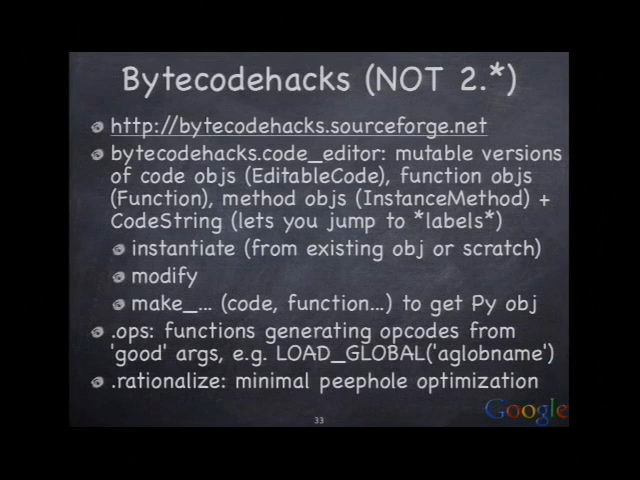 Bytecodehacks (NOT 2.*)
http://bytecodehacks.sourceforge.net
bytecodehacks.code_editor: mutable versions
of code objs (EditableCode), function objs
(Function), method objs (InstanceMethod) +
CodeString (lets you jump to *labels*)
instantiate (from existing obj or scratch)
modify
make_... (code, function...) to get Py obj
.ops: functions generating opcodes from
'good' args, e.g. LOAD_GLOBAL('aglobname')
.rationalize: minimal peephole optimization
Google
33